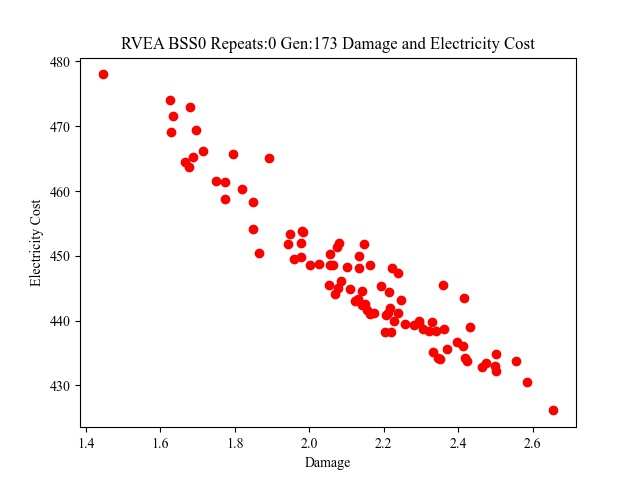 RVEA BSS0 Repeats:0 Gen:173 Damage and Electricity Cost
480
470
460
450
440
430
Electricity Cost
1.4 1.6 1.8 2.0 2.2 2.4 2.6
Damage